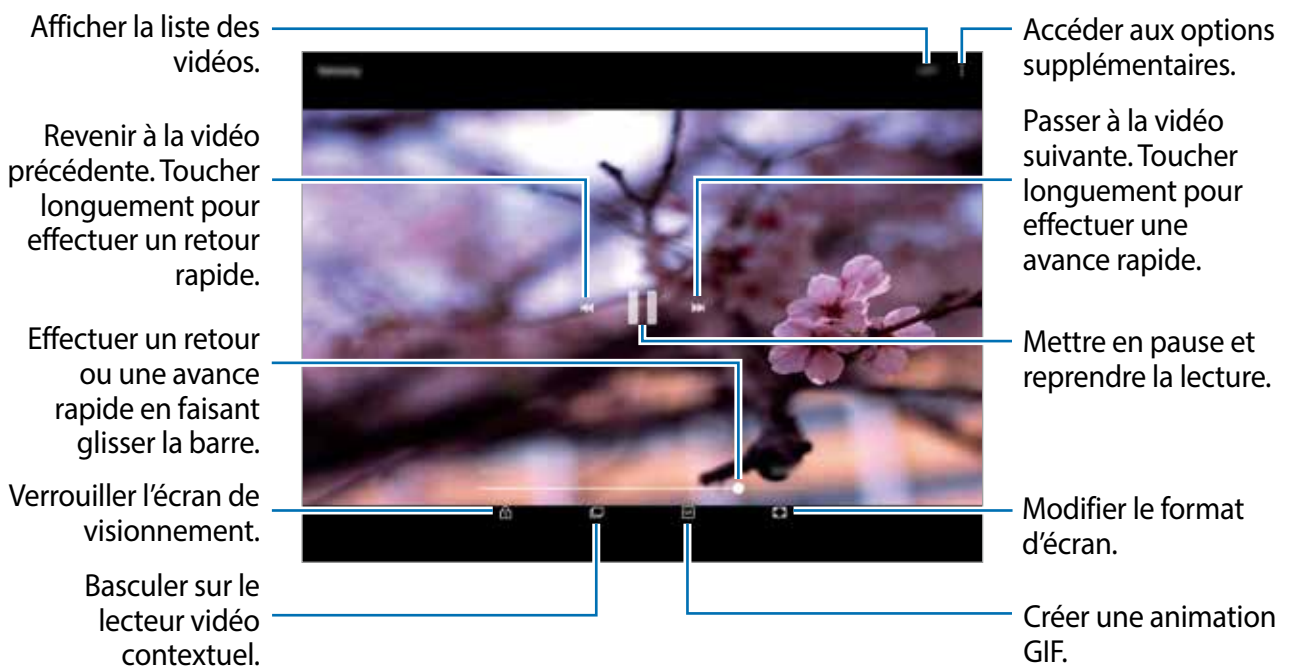 Afficher la liste des
vidéos.
Accéder aux options
supplémentaires.
Revenir à la vidéo
précédente. Toucher
longuement pour
effectuer un retour
rapide.
Passer à la vidéo
suivante. Toucher
longuement pour
effectuer une
avance rapide.
Effectuer un retour
ou une avance
rapide en faisant
glisser la barre.
Mettre en pause et
reprendre la lecture.
Verrouiller l’écran de
visionnement.
Modifier le format
d’écran.
Basculer sur le
lecteur vidéo
contextuel.
Créer une animation
GIF.